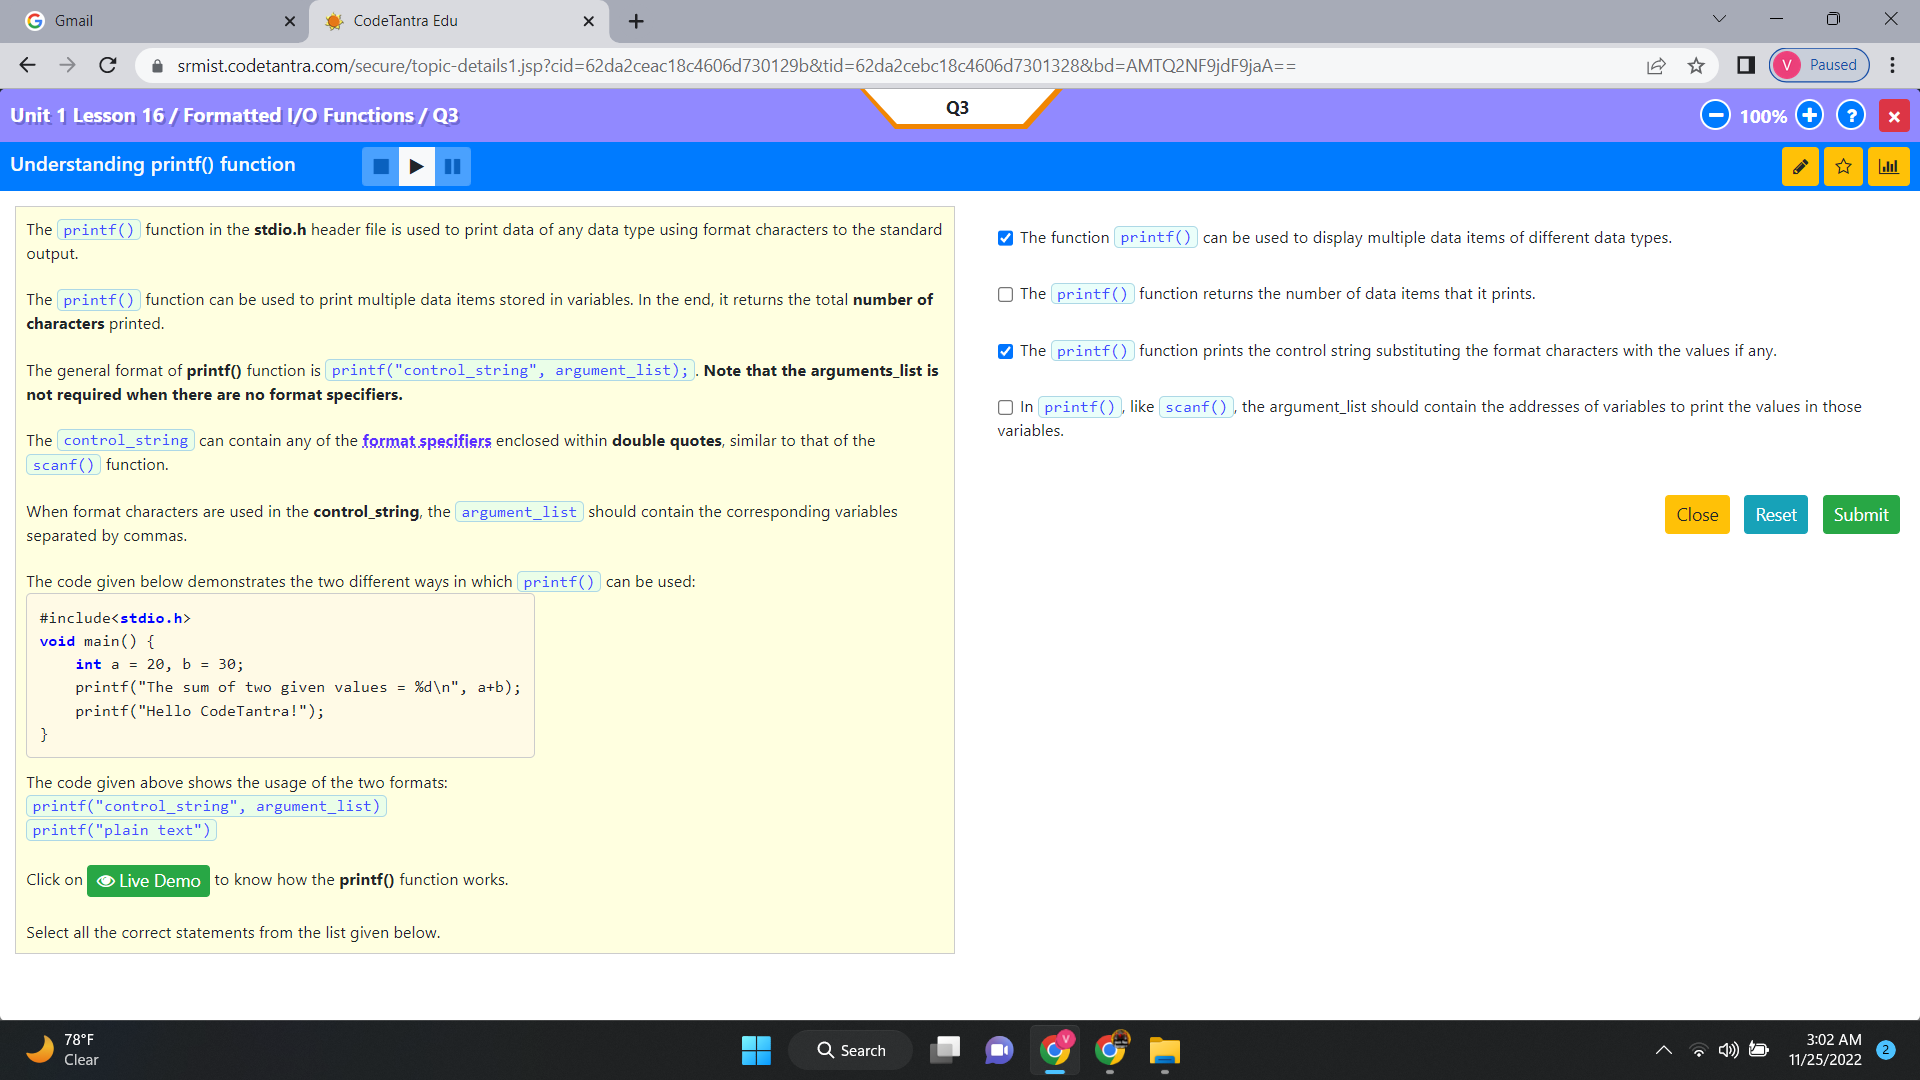 Gmail
CodeTantra Edu
srmist.codetantra.com/secure/topic-details1.jsp?cid=62da2ceac18c4606d730129b&tid=62da2cebc18c4606d7301328&bd=AMTQ2NF9jdF9jaA==
V Paused
Unit 1 Lesson 16 / Formatted I/O Functions / Q3
Q3
100%
?
x
Understanding printf() function
The printf() function in the stdio.h header file is used to print data of any data type using format characters to the standard
output.
The printf() function can be used to print multiple data items stored in variables. In the end, it returns the total number of
characters printed.
The general format of printf() function is printf("control_string", argument_list);. Note that the arguments_list is
not required when there are no format specifiers.
The control_string can contain any of the format specifiers enclosed within double quotes, similar to that of the
scanf() function.
When format characters are used in the control_string, the argument_list should contain the corresponding variables
separated by commas.
The code given below demonstrates the two different ways in which printf() can be used:
#include<stdio.h>
void main() {
int a = 20, b = 30;
printf("The sum of two given values = %d\n", a+b);
printf("Hello CodeTantra!");
}
The code given above shows the usage of the two formats:
printf("control_string", argument_list)
printf("plain text")
Click on Live Demo to know how the printf() function works.
Select all the correct statements from the list given below.
The function printf() can be used to display multiple data items of different data types.
The printf() function returns the number of data items that it prints.
The printf() function prints the control string substituting the format characters with the values if any.
In printf(), like scanf(), the argument_list should contain the addresses of variables to print the values in those
variables.
Close Reset Submit
78°F
Clear
Search
V
3:02 AM
11/25/2022
2